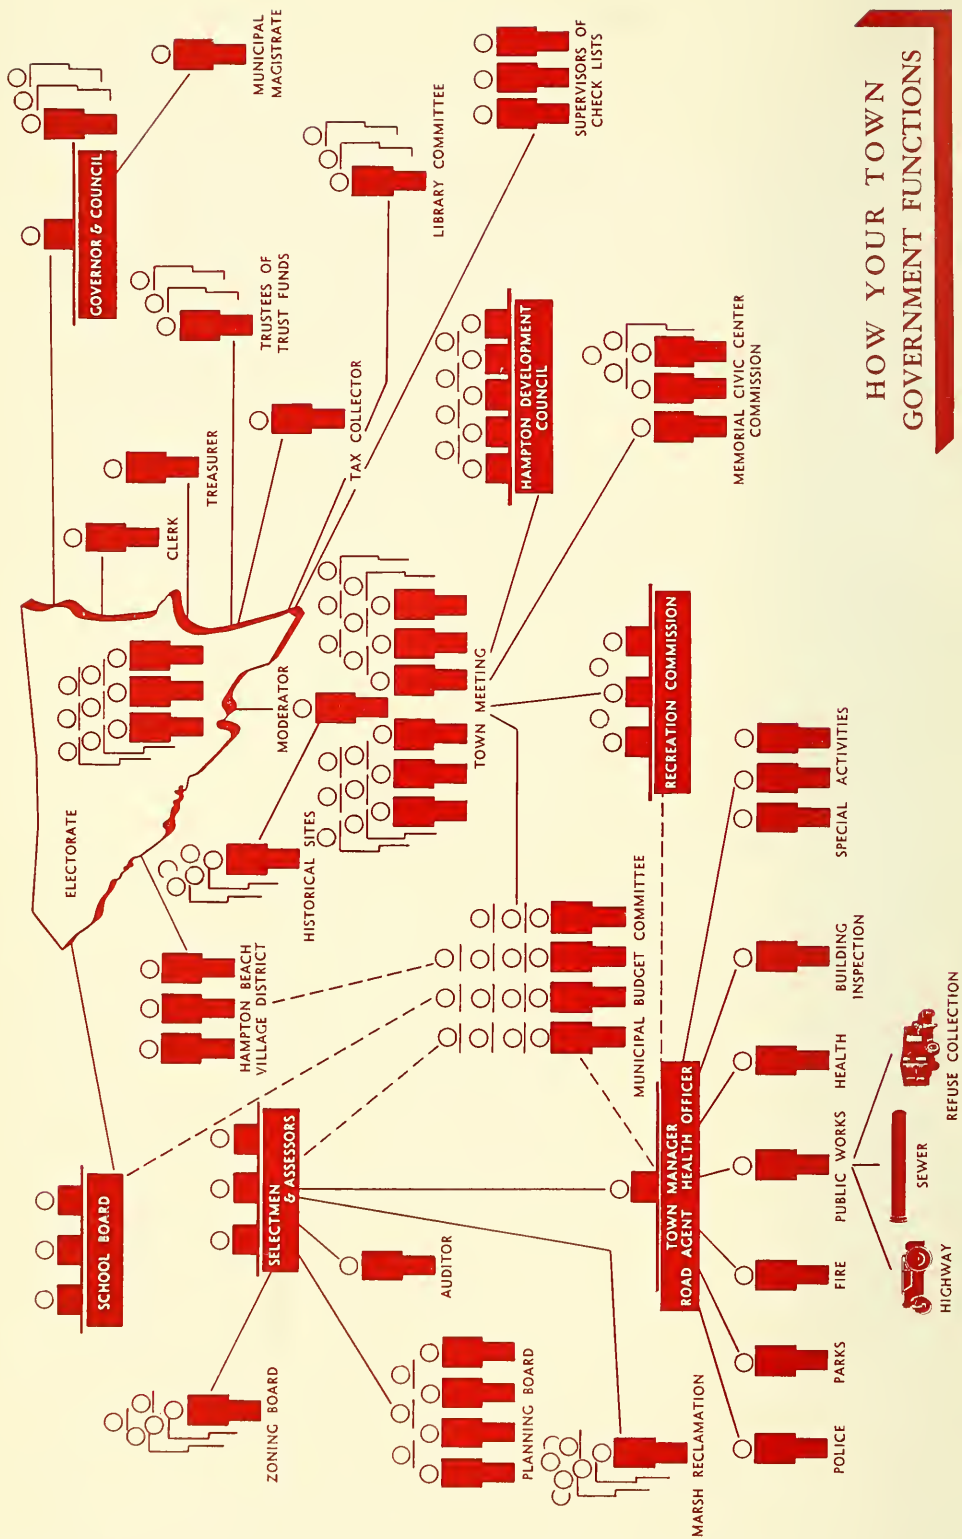 HOW YOUR TOWN
GOVERNMENT FUNCTIONS
ELECTORATE
SCHOOL BOARD
HAMPTON BEACH
VILLAGE DISTRICT
CLERK
TREASURER
GOVERNOR & COUNCIL
MUNICIPAL
MAGISTRATE
TRUSTEES OF
TRUST FUNDS
TAX COLLECTOR
LIBRARY COMMITTEE
SUPERVISORS OF
CHECK LISTS
MODERATOR
HISTORICAL SITES
TOWN MEETING
SELECTMEN
& ASSESSORS
ZONING BOARD
AUDITOR
PLANNING BOARD
MARSH RECLAMATION
MUNICIPAL BUDGET COMMITTEE
HAMPTON DEVELOPMENT
COUNCIL
MEMORIAL CIVIC CENTER
COMMISSION
RECREATION COMMISSION
TOWN MANAGER
ROAD AGENT HEALTH OFFICER
POLICE
PARKS
FIRE
PUBLIC WORKS
HEALTH
BUILDING
INSPECTION
SPECIAL ACTIVITIES
HIGHWAY
SEWER
REFUSE COLLECTION